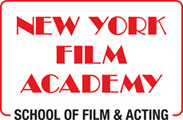 NEW YORK
FILM
ACADEMY
SCHOOL OF FILM & ACTING